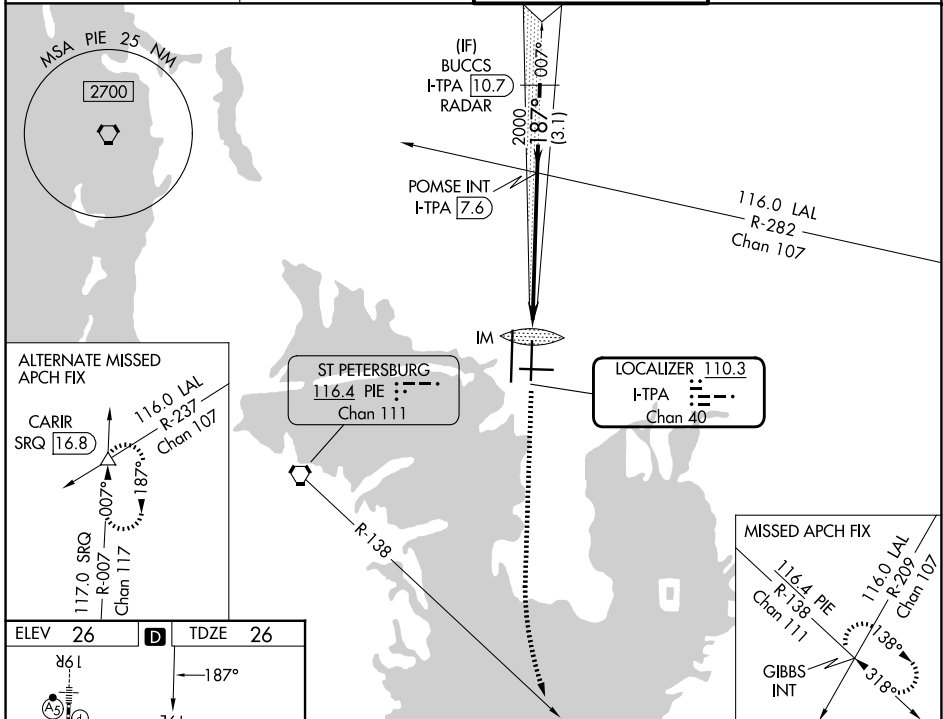 MSA PIE 25 NM
2700
(IF)
BUCCS
I-TPA 10.7
RADAR
007°
2000
187°
(3.1)
POMSE INT
I-TPA 7.6
116.0 LAL
R-282
Chan 107
IM
ALTERNATE MISSED
APCH FIX
CARIR
SRQ 16.8
116.0 LAL
R-237
Chan 107
007°
187°
117.0 SRQ
R-007
Chan 117
ST PETERSBURG
116.4 PIE
Chan 111
R-138
LOCALIZER 110.3
I-TPA
Chan 40
MISSED APCH FIX
116.4 PIE
R-138
Chan 111
116.0 LAL
R-209
Chan 107
138°
318°
GIBBS
INT
ELEV 26
D
TDZE 26
19R
187°
A5